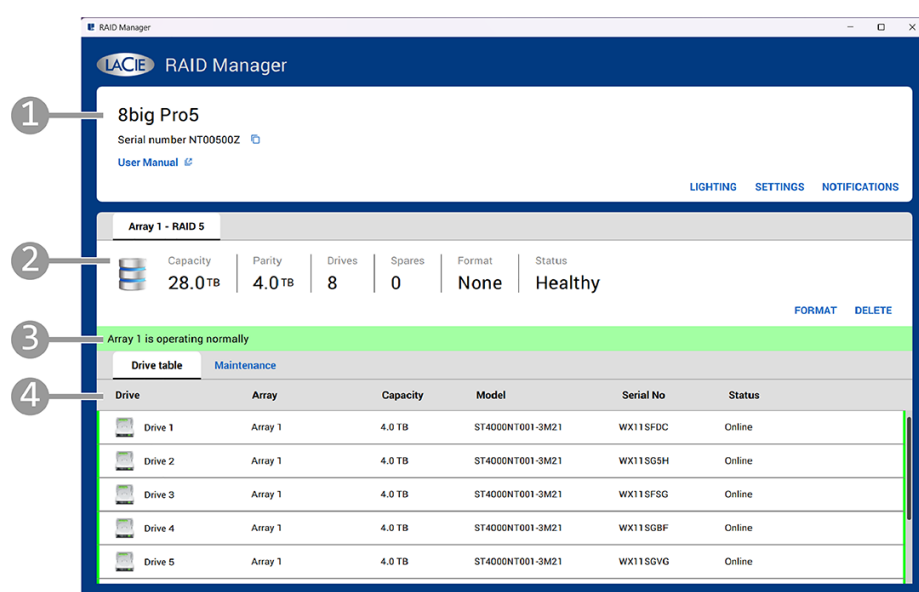 RAID Manager
LACIE RAID Manager
1
8big Pro5
Serial number NT00500Z
User Manual
LIGHTING SETTINGS NOTIFICATIONS
Array 1 - RAID 5
2
Capacity Parity Drives Spares Format Status
28.0 TB 4.0 TB 8 0 None Healthy
FORMAT DELETE
3
Array 1 is operating normally
Drive table Maintenance
4
Drive Array Capacity Model Serial No Status
Drive 1 Array 1 4.0 TB ST4000NT001-3M21 WX11SFDC Online
Drive 2 Array 1 4.0 TB ST4000NT001-3M21 WX11SG5H Online
Drive 3 Array 1 4.0 TB ST4000NT001-3M21 WX11SFSG Online
Drive 4 Array 1 4.0 TB ST4000NT001-3M21 WX11SGBF Online
Drive 5 Array 1 4.0 TB ST4000NT001-3M21 WX11SGVG Online